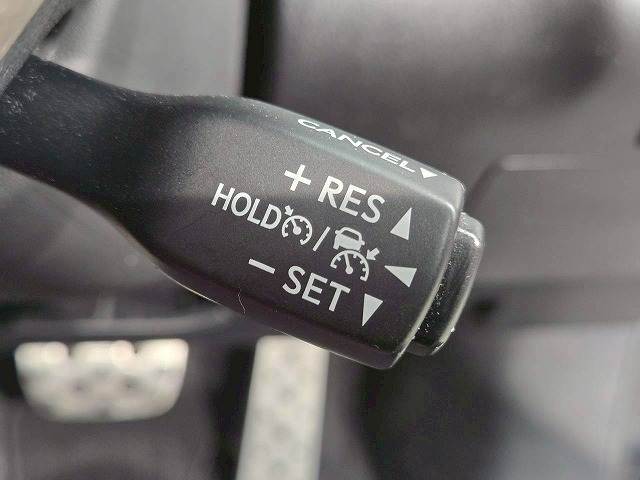 CANCEL▼
+ RES ▲
HOLD / ◀
− SET ▼